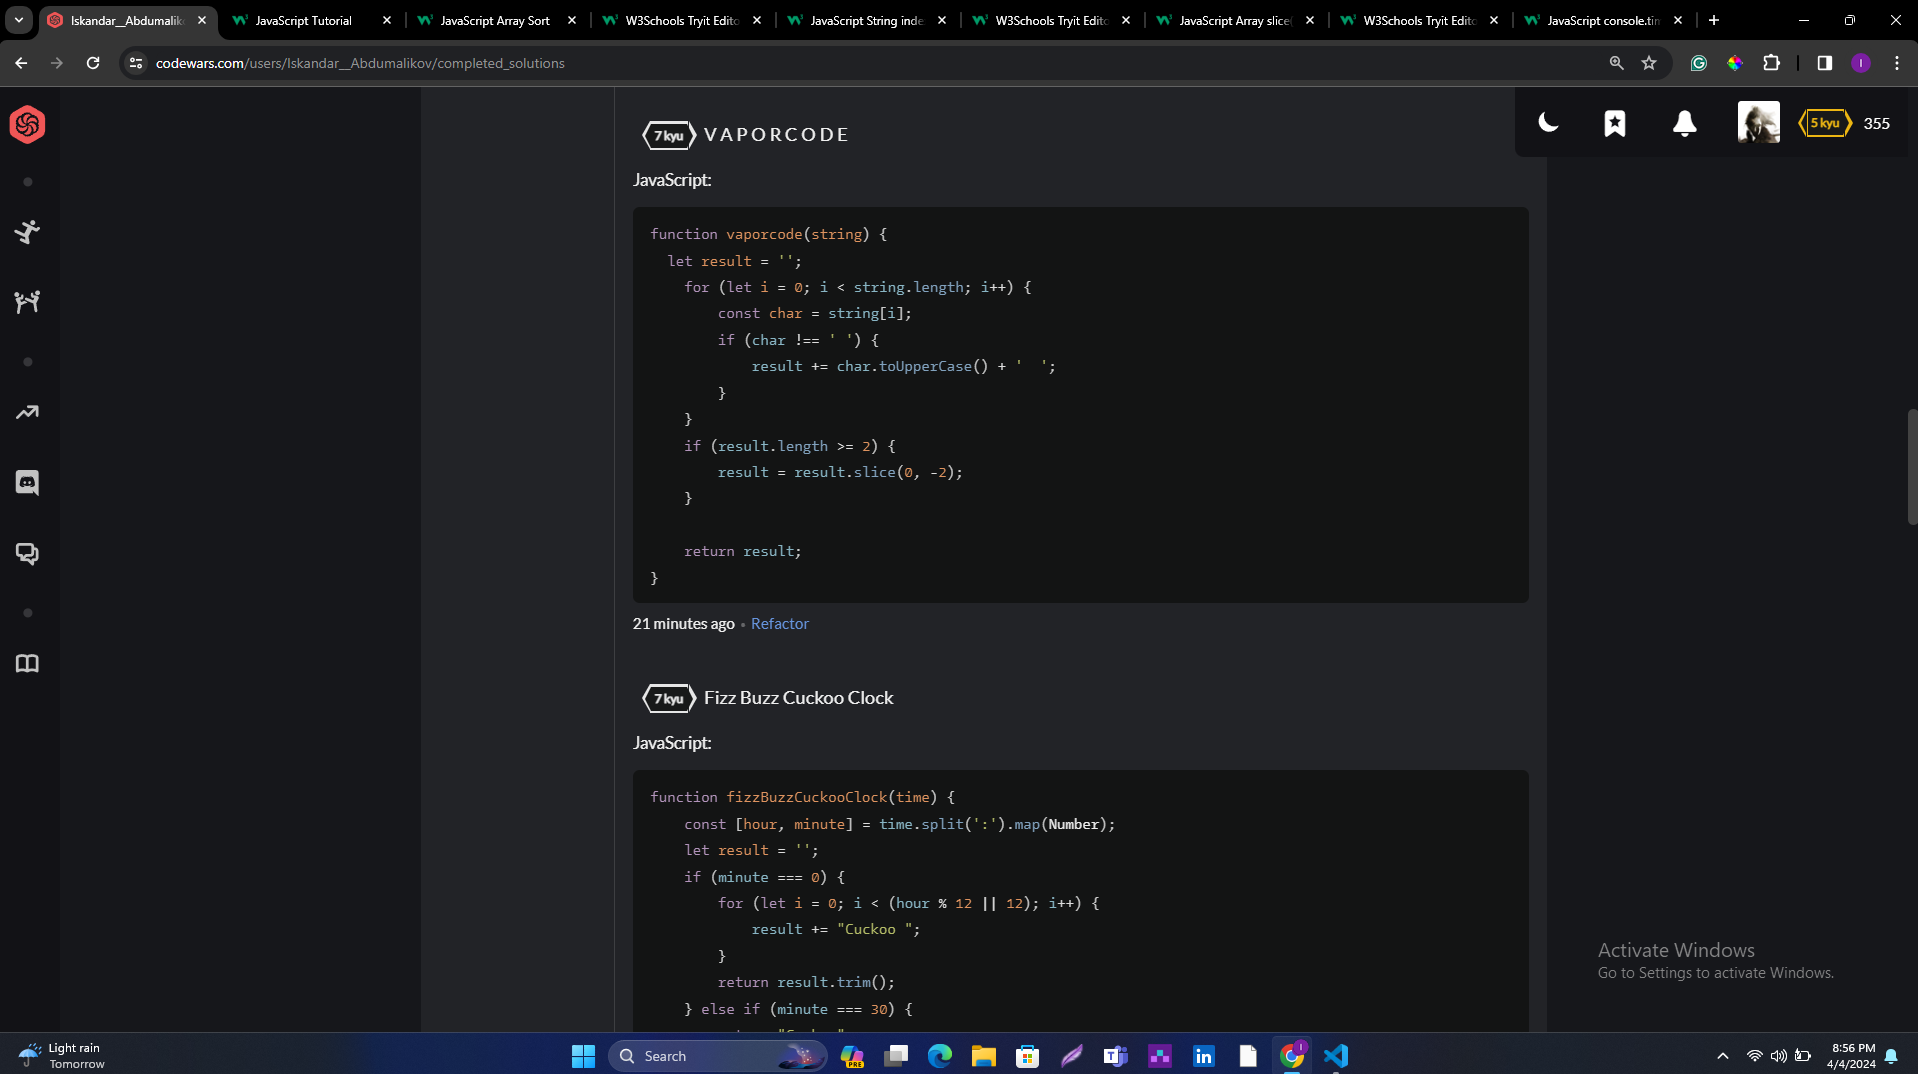 Iskandar__Abdumaliko
JavaScript Tutorial
JavaScript Array Sort
W3Schools Tryit Edito
JavaScript String inde
W3Schools Tryit Edito
JavaScript Array slice(
W3Schools Tryit Edito
JavaScript console.tim
codewars.com/users/Iskandar__Abdumalikov/completed_solutions
I
7 kyu VAPORCODE
5 kyu 355
JavaScript:
function vaporcode(string) {
  let result = '';
    for (let i = 0; i < string.length; i++) {
        const char = string[i];
        if (char !== ' ') {
            result += char.toUpperCase() + '  ';
        }
    }
    if (result.length >= 2) {
        result = result.slice(0, -2);
    }
    return result;
}
21 minutes ago • Refactor
7 kyu Fizz Buzz Cuckoo Clock
JavaScript:
function fizzBuzzCuckooClock(time) {
    const [hour, minute] = time.split(':').map(Number);
    let result = '';
    if (minute === 0) {
        for (let i = 0; i < (hour % 12 || 12); i++) {
            result += "Cuckoo ";
        }
        return result.trim();
    } else if (minute === 30) {
Activate Windows
Go to Settings to activate Windows.
Light rain
Tomorrow
Search
PRE
8:56 PM
4/4/2024